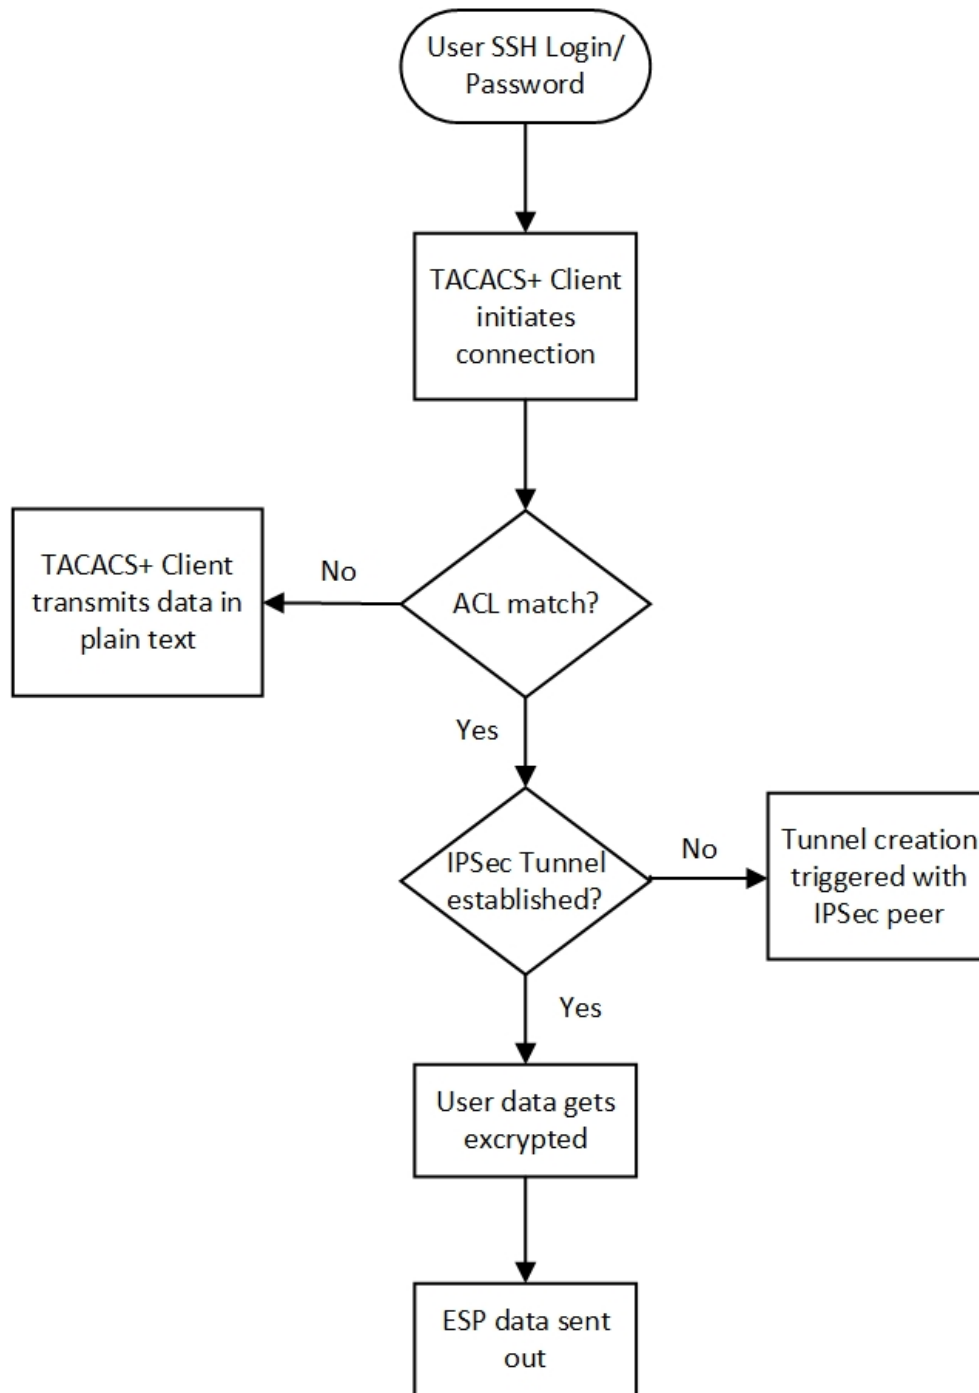 User SSH Login/
Password
TACACS+ Client
initiates
connection
ACL match?
No
TACACS+ Client
transmits data in
plain text
Yes
IPSec Tunnel
established?
No
Tunnel creation
triggered with
IPSec peer
Yes
User data gets
excrypted
ESP data sent
out